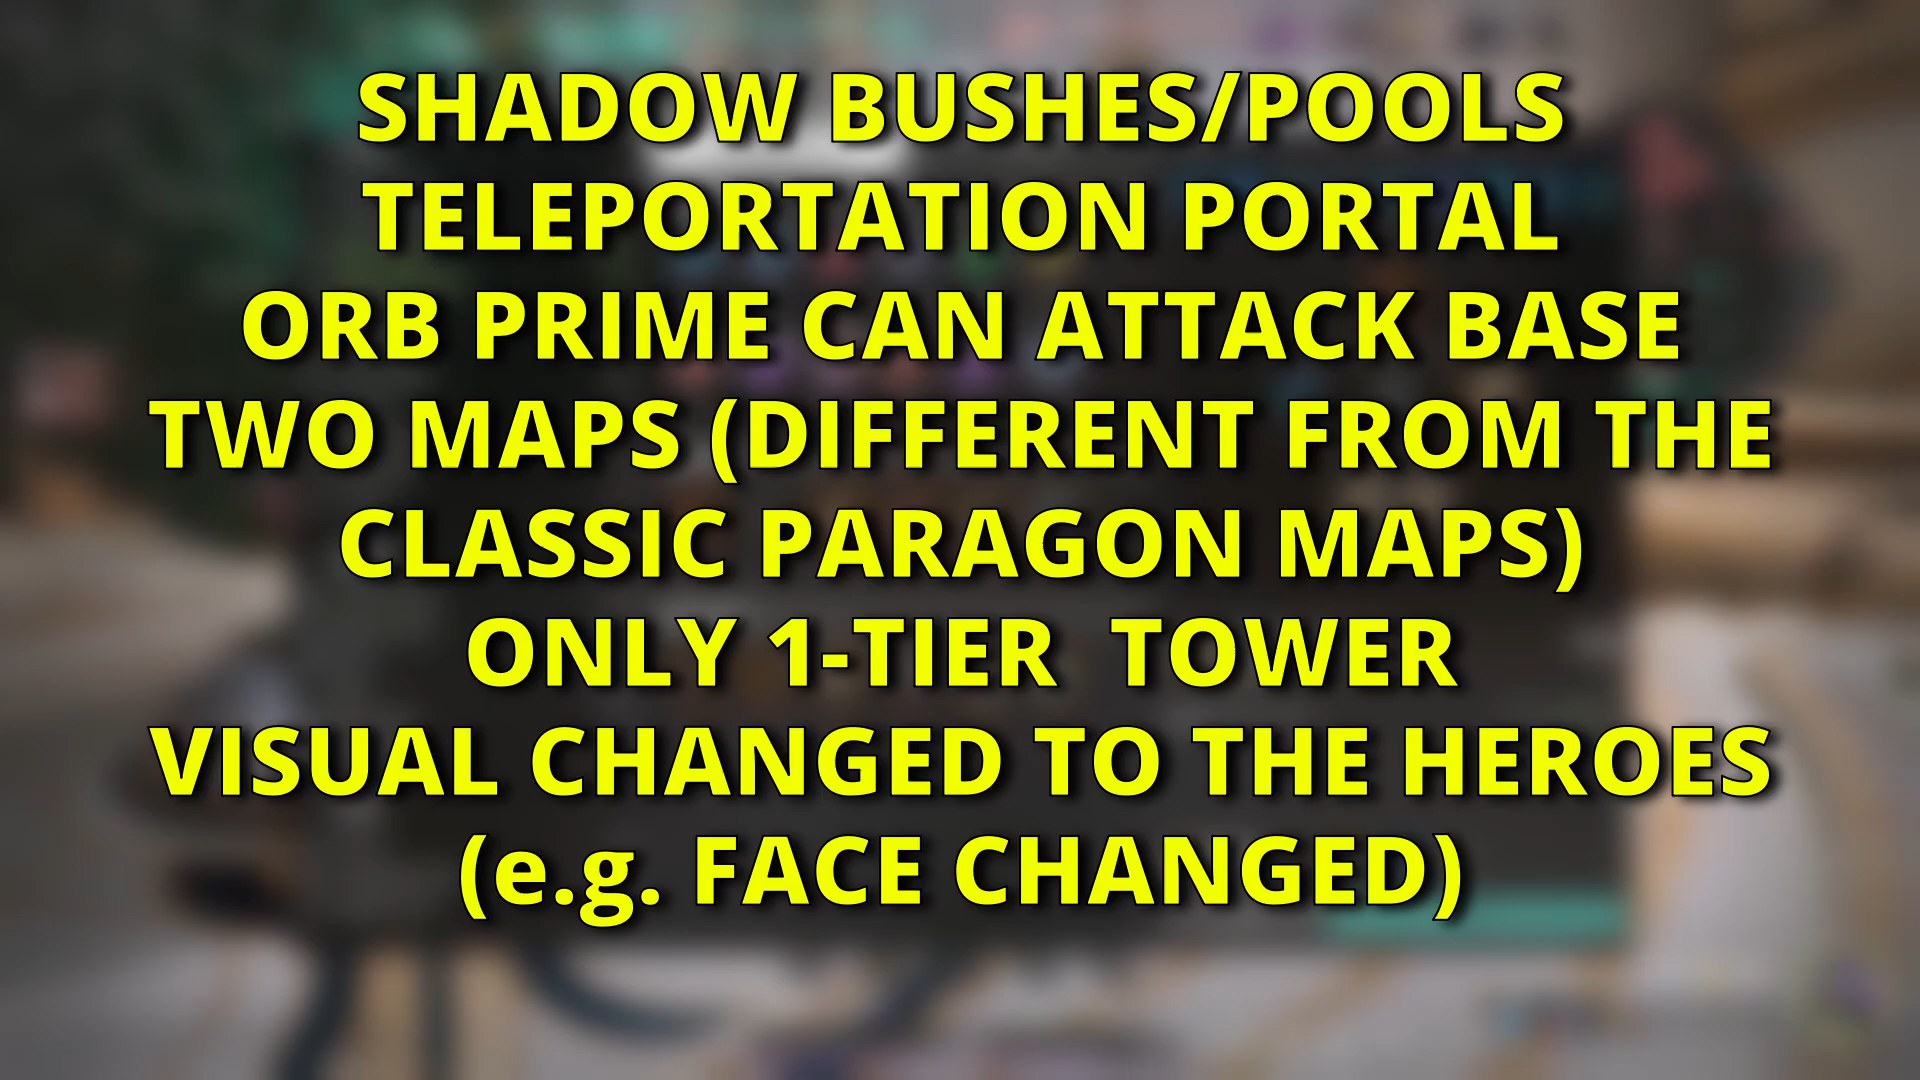 SHADOW BUSHES/POOLS
TELEPORTATION PORTAL
ORB PRIME CAN ATTACK BASE
TWO MAPS (DIFFERENT FROM THE
CLASSIC PARAGON MAPS)
ONLY 1-TIER  TOWER
VISUAL CHANGED TO THE HEROES
(e.g. FACE CHANGED)